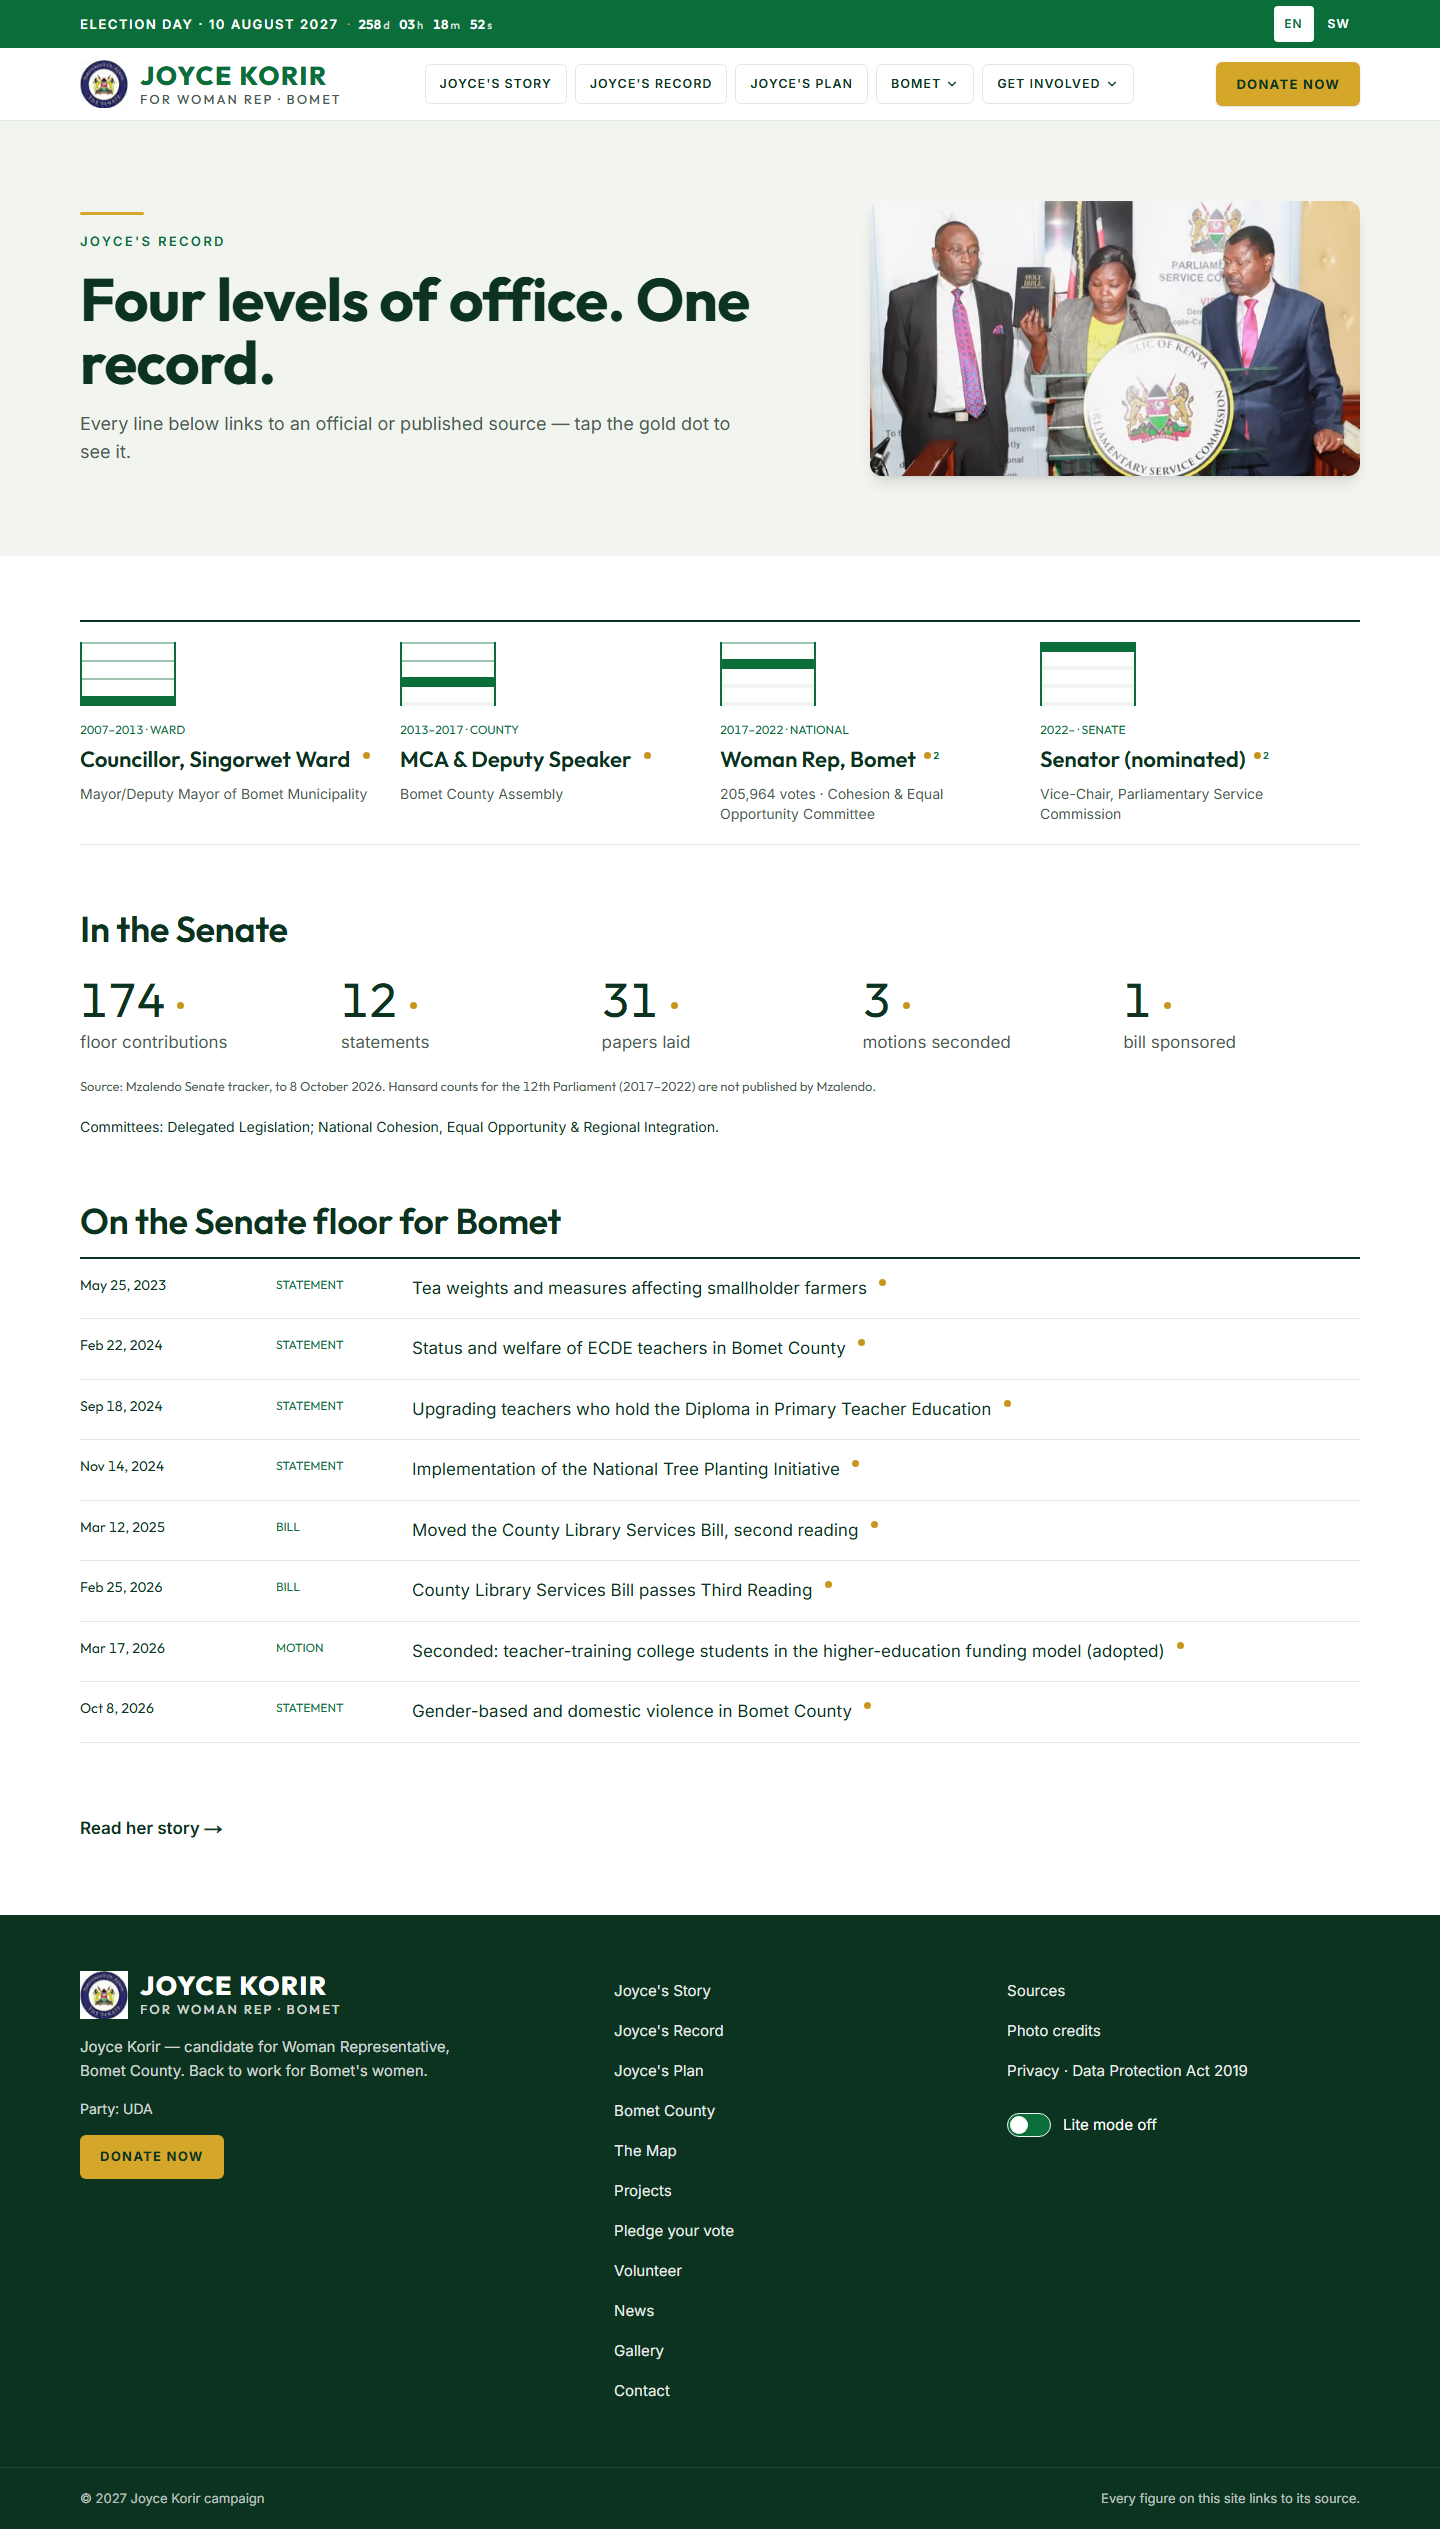 ELECTION DAY · 10 AUGUST 2027 · 258d 03h 18m 52s
EN SW
JOYCE KORIR
FOR WOMAN REP · BOMET
JOYCE'S STORY
JOYCE'S RECORD
JOYCE'S PLAN
BOMET
GET INVOLVED
DONATE NOW
JOYCE'S RECORD
Four levels of office. One
record.
Every line below links to an official or published source — tap the gold dot to
see it.
HOLY BIBLE
PARLIAM
SERVICE COM
PARLIAMENTARY SERVICE COMMISSION
2007–2013 · WARD
Councillor, Singorwet Ward
Mayor/Deputy Mayor of Bomet Municipality
2013–2017 · COUNTY
MCA & Deputy Speaker
Bomet County Assembly
2017–2022 · NATIONAL
Woman Rep, Bomet 2
205,964 votes · Cohesion & Equal
Opportunity Committee
2022– · SENATE
Senator (nominated) 2
Vice-Chair, Parliamentary Service
Commission
In the Senate
174
floor contributions
12
statements
31
papers laid
3
motions seconded
1
bill sponsored
Source: Mzalendo Senate tracker, to 8 October 2026. Hansard counts for the 12th Parliament (2017–2022) are not published by Mzalendo.
Committees: Delegated Legislation; National Cohesion, Equal Opportunity & Regional Integration.
On the Senate floor for Bomet
May 25, 2023 STATEMENT Tea weights and measures affecting smallholder farmers
Feb 22, 2024 STATEMENT Status and welfare of ECDE teachers in Bomet County
Sep 18, 2024 STATEMENT Upgrading teachers who hold the Diploma in Primary Teacher Education
Nov 14, 2024 STATEMENT Implementation of the National Tree Planting Initiative
Mar 12, 2025 BILL Moved the County Library Services Bill, second reading
Feb 25, 2026 BILL County Library Services Bill passes Third Reading
Mar 17, 2026 MOTION Seconded: teacher-training college students in the higher-education funding model (adopted)
Oct 8, 2026 STATEMENT Gender-based and domestic violence in Bomet County
Read her story →
JOYCE KORIR
FOR WOMAN REP · BOMET
Joyce Korir — candidate for Woman Representative,
Bomet County. Back to work for Bomet's women.
Party: UDA
DONATE NOW
Joyce's Story
Joyce's Record
Joyce's Plan
Bomet County
The Map
Projects
Pledge your vote
Volunteer
News
Gallery
Contact
Sources
Photo credits
Privacy · Data Protection Act 2019
Lite mode off
© 2027 Joyce Korir campaign
Every figure on this site links to its source.